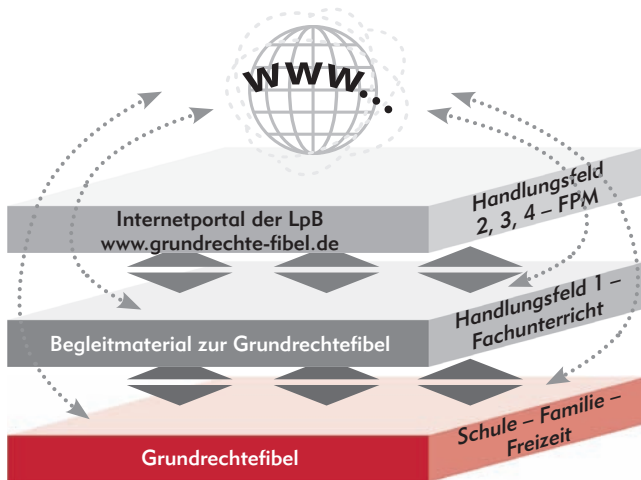 www...
Internetportal der LpB
www.grundrechte-fibel.de
Handlungsfeld
2, 3, 4 – FPM
Begleitmaterial zur Grundrechtefibel
Handlungsfeld 1 –
Fachunterricht
Grundrechtefibel
Schule – Familie –
Freizeit